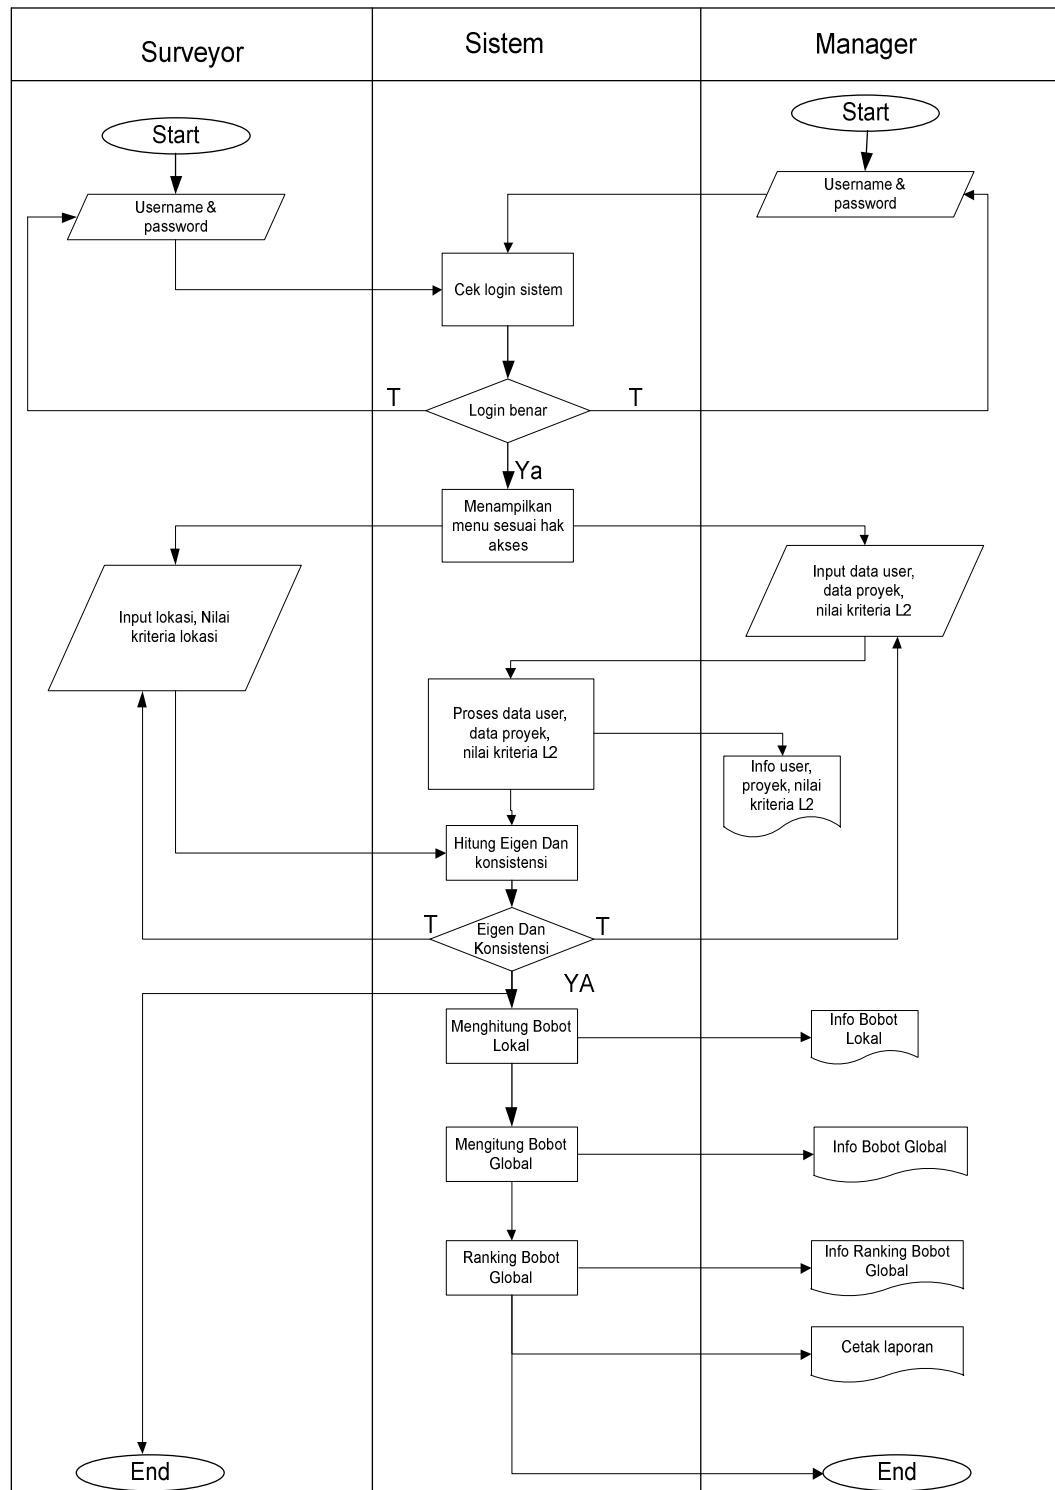 Surveyor
Sistem
Manager
Start
Start
Username &
password
Username &
password
Cek login sistem
T
Login benar
T
Ya
Menampilkan
menu sesuai hak
akses
Input lokasi, Nilai
kriteria lokasi
Input data user,
data proyek,
nilai kriteria L2
Proses data user,
data proyek,
nilai kriteria L2
Info user,
proyek, nilai
kriteria L2
Hitung Eigen Dan
konsistensi
T
Eigen Dan
Konsistensi
T
YA
Menghitung Bobot
Lokal
Info Bobot
Lokal
Mengitung Bobot
Global
Info Bobot Global
Ranking Bobot
Global
Info Ranking Bobot
Global
Cetak laporan
End
End